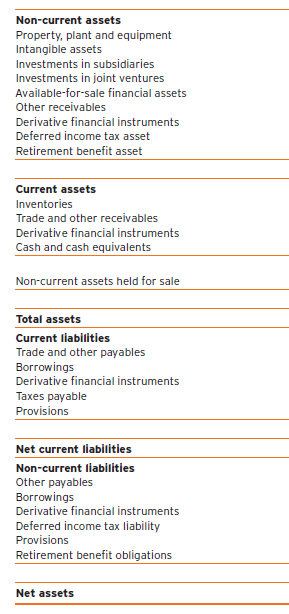 Non-current assets
Property, plant and equipment
Intangible assets
Investments in subsidiaries
Investments in joint ventures
Available-for-sale financial assets
Other receivables
Derivative financial instruments
Deferred income tax asset
Retirement benefit asset
Current assets
Inventories
Trade and other receivables
Derivative financial instruments
Cash and cash equivalents
Non-current assets held for sale
Total assets
Current liabilities
Trade and other payables
Borrowings
Derivative financial instruments
Taxes payable
Provisions
Net current liabilities
Non-current liabilities
Other payables
Borrowings
Derivative financial instruments
Deferred income tax liability
Provisions
Retirement benefit obligations
Net assets